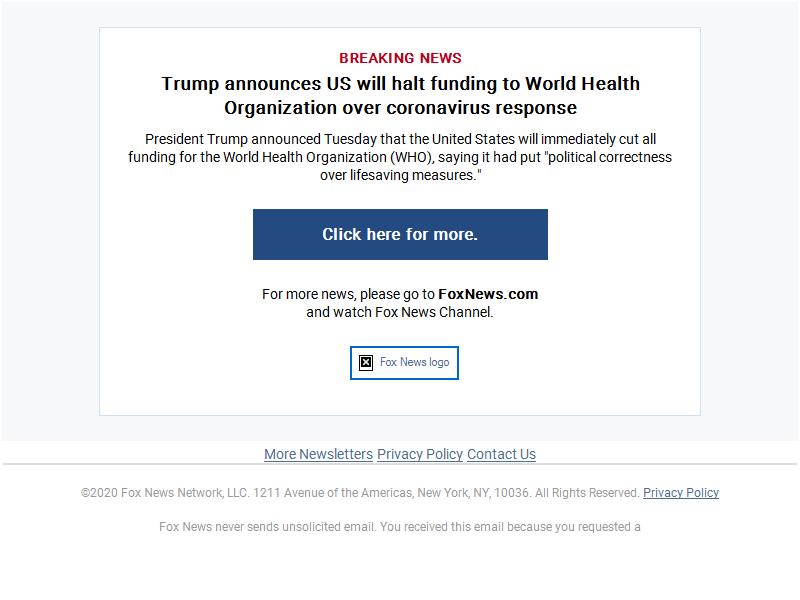 BREAKING NEWS
Trump announces US will halt funding to World Health
Organization over coronavirus response
President Trump announced Tuesday that the United States will immediately cut all
funding for the World Health Organization (WHO), saying it had put "political correctness
over lifesaving measures."
Click here for more.
For more news, please go to FoxNews.com
and watch Fox News Channel.
Fox News logo
More Newsletters Privacy Policy Contact Us
©2020 Fox News Network, LLC. 1211 Avenue of the Americas, New York, NY, 10036. All Rights Reserved. Privacy Policy
Fox News never sends unsolicited email. You received this email because you requested a